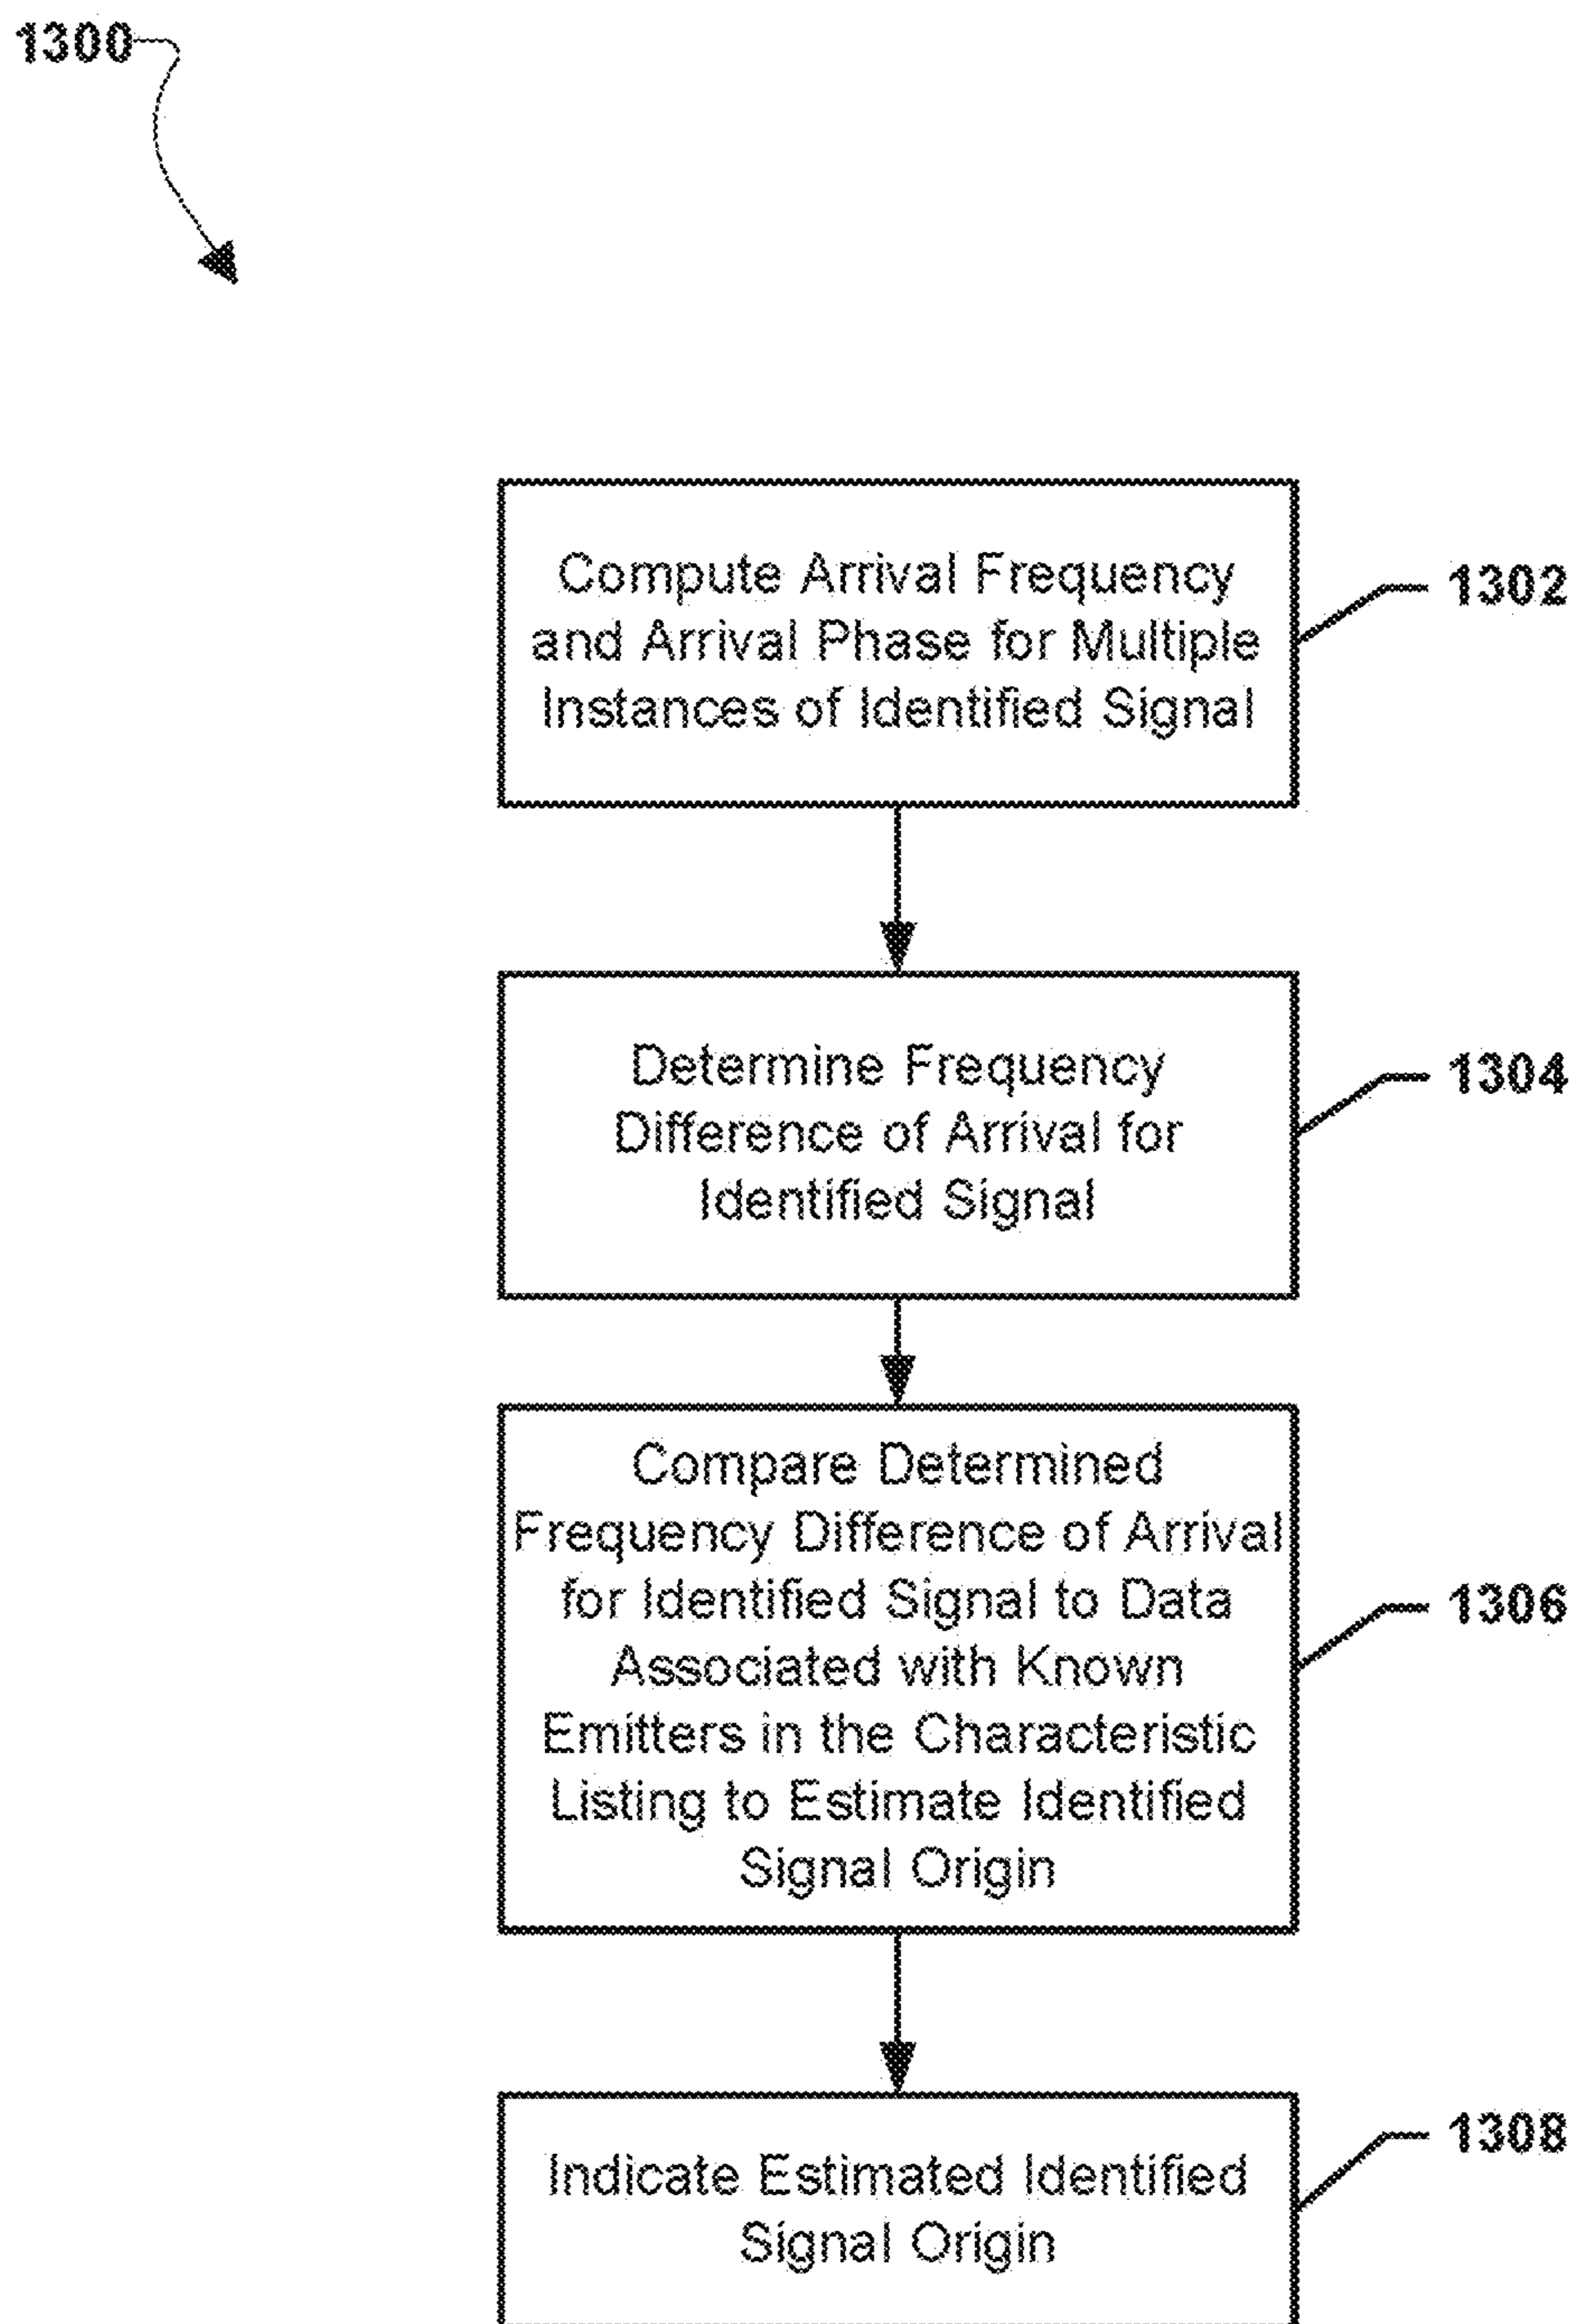 1300
Compute Arrival Frequency
and Arrival Phase for Multiple
Instances of Identified Signal
1302
Determine Frequency
Difference of Arrival for
Identified Signal
1304
Compare Determined
Frequency Difference of Arrival
for Identified Signal to Data
Associated with Known
Emitters in the Characteristic
Listing to Estimate Identified
Signal Origin
1306
Indicate Estimated Identified
Signal Origin
1308